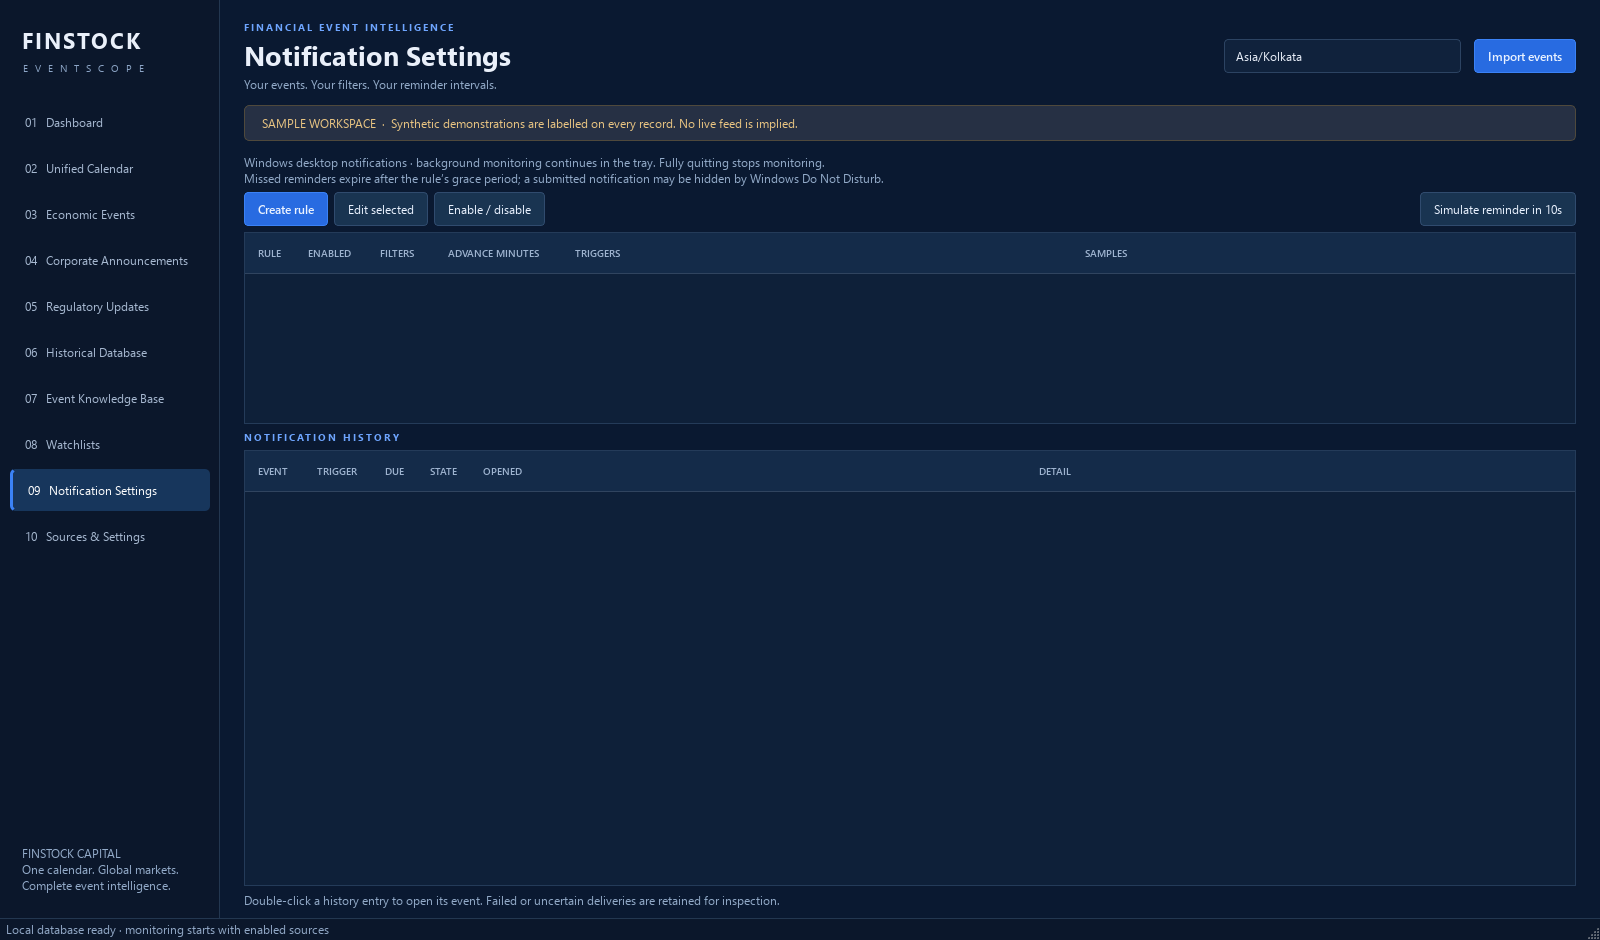 FINSTOCK
EVENTSCOPE
01 Dashboard
02 Unified Calendar
03 Economic Events
04 Corporate Announcements
05 Regulatory Updates
06 Historical Database
07 Event Knowledge Base
08 Watchlists
09 Notification Settings
10 Sources & Settings
FINSTOCK CAPITAL
One calendar. Global markets.
Complete event intelligence.
FINANCIAL EVENT INTELLIGENCE
Notification Settings
Your events. Your filters. Your reminder intervals.
Asia/Kolkata
Import events
SAMPLE WORKSPACE · Synthetic demonstrations are labelled on every record. No live feed is implied.
Windows desktop notifications · background monitoring continues in the tray. Fully quitting stops monitoring.
Missed reminders expire after the rule's grace period; a submitted notification may be hidden by Windows Do Not Disturb.
Create rule Edit selected Enable / disable Simulate reminder in 10s
RULE ENABLED FILTERS ADVANCE MINUTES TRIGGERS SAMPLES
NOTIFICATION HISTORY
EVENT TRIGGER DUE STATE OPENED DETAIL
Double-click a history entry to open its event. Failed or uncertain deliveries are retained for inspection.
Local database ready · monitoring starts with enabled sources